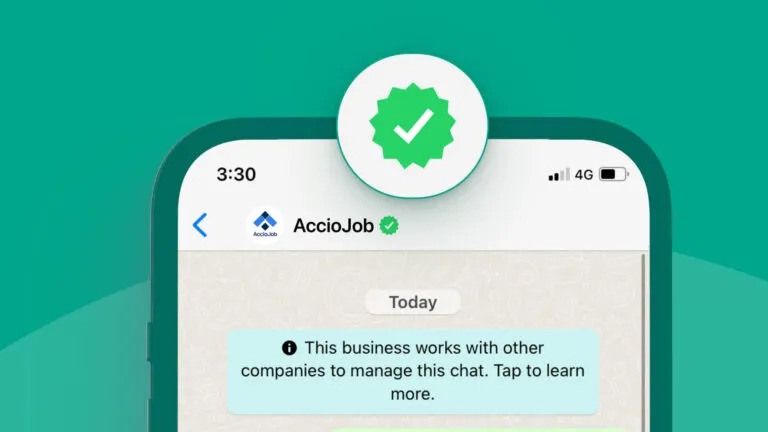 3:30
4G
AccioJob
AccioJob
Today
This business works with other
companies to manage this chat. Tap to learn
more.